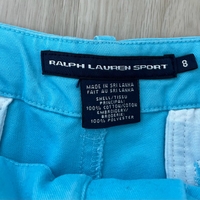 RALPH LAUREN SPORT
8
MADE IN SRI LANKA
FAIT AU SRI LANKA
SHELL/TISSU
PRINCIPAL:
100% COTTON/COTON
EMBROIDERY/
BRODERIE:
100% POLYESTER